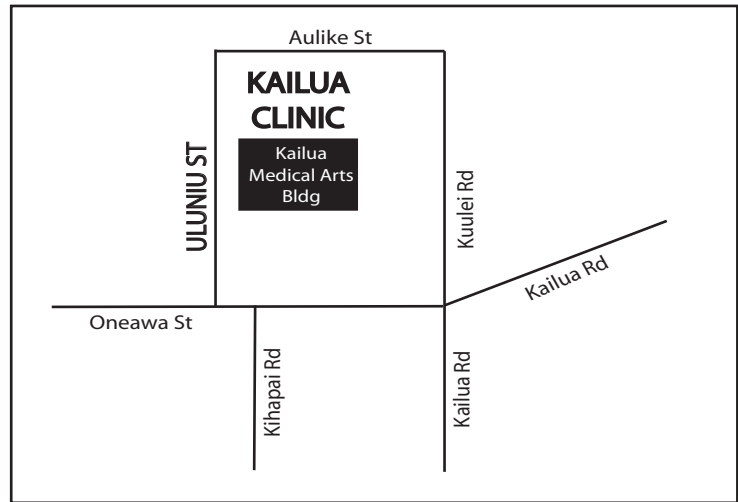 Aulike St
KAILUA
CLINIC
Kailua
Medical Arts
Bldg
ULUNIU ST
Kuulei Rd
Kailua Rd
Oneawa St
Kihapai Rd
Kailua Rd